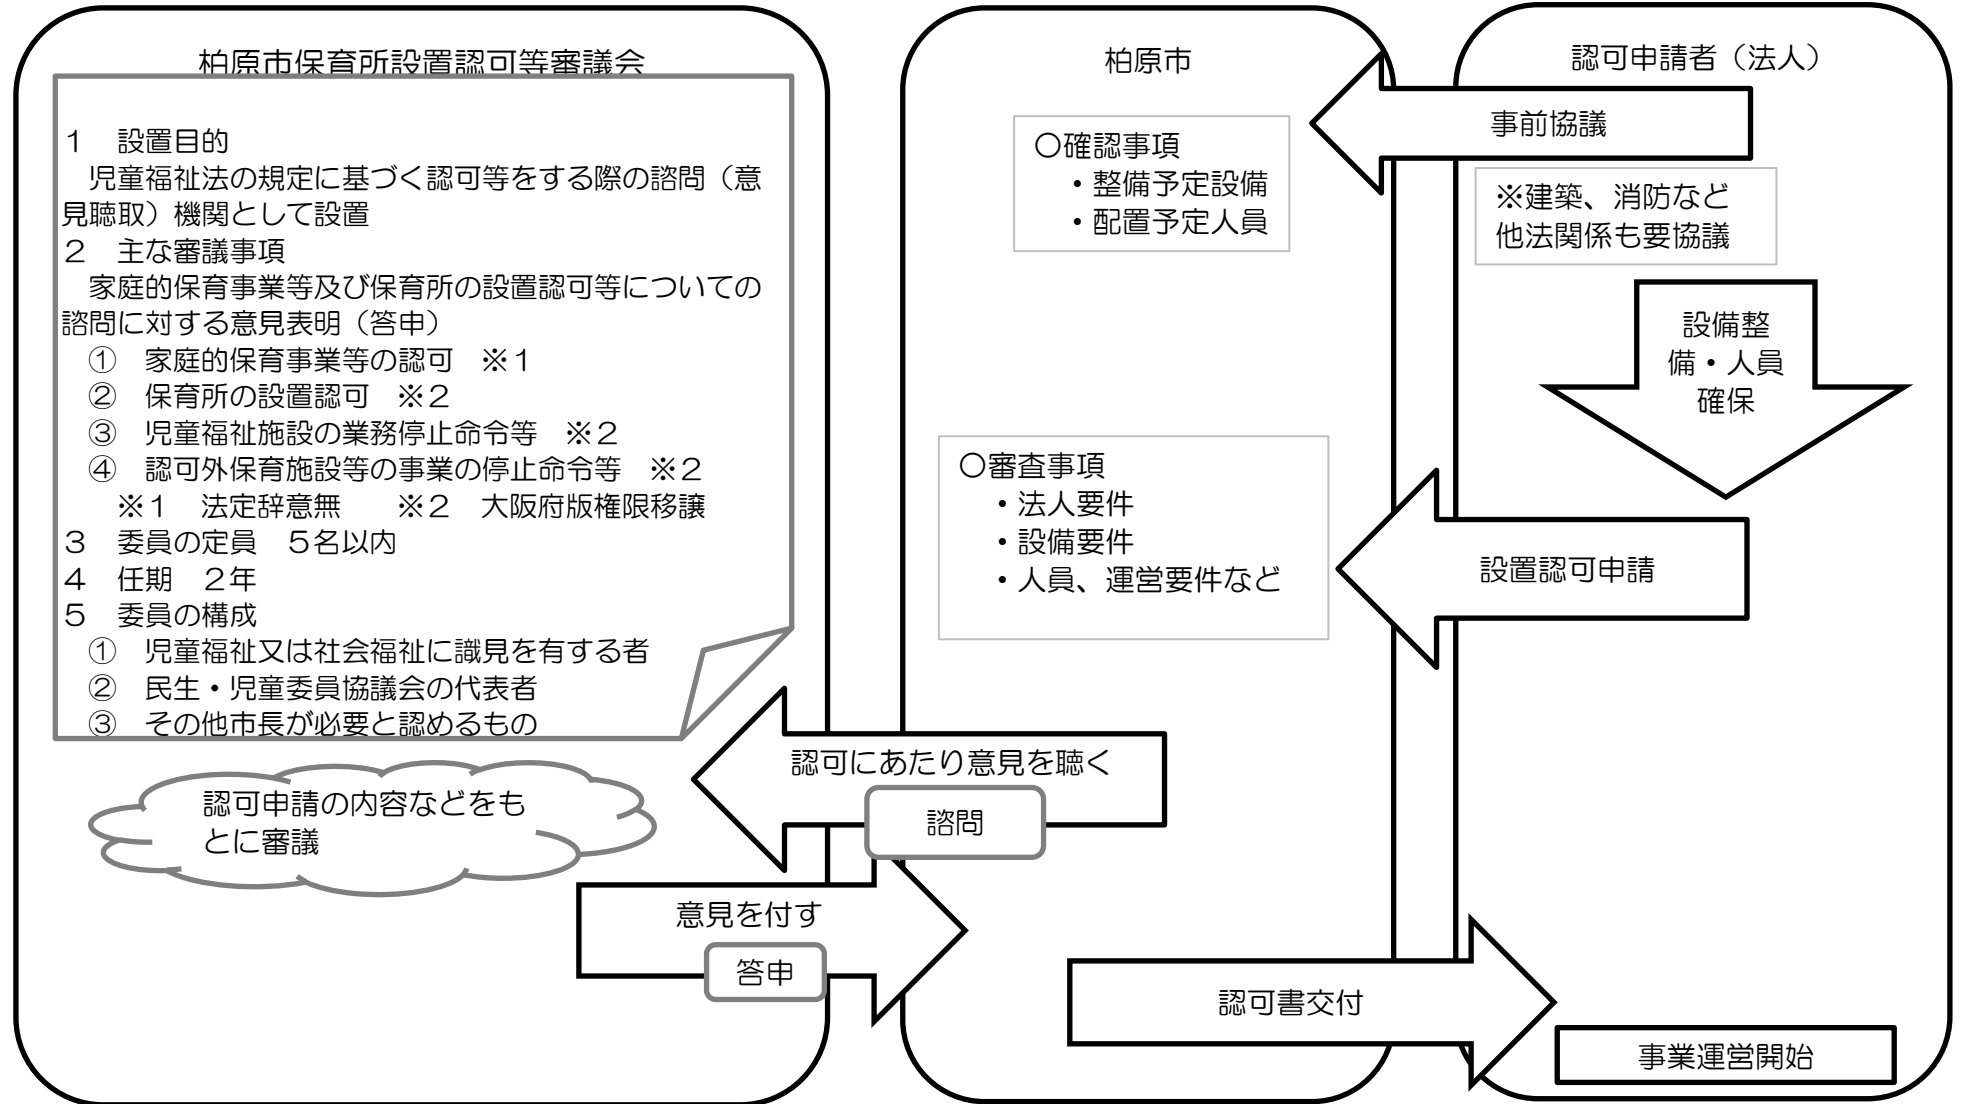 柏原市保育所設置認可等審議会
１　設置目的
　児童福祉法の規定に基づく認可等をする際の諮問（意
見聴取）機関として設置
２　主な審議事項
　家庭的保育事業等及び保育所の設置認可等についての
諮問に対する意見表明（答申）
　①　家庭的保育事業等の認可　※１
　②　保育所の設置認可　※２
　③　児童福祉施設の業務停止命令等　※２
　④　認可外保育施設等の事業の停止命令等　※２
　　※１　法定辞意無　　※２　大阪府版権限移譲
３　委員の定員　５名以内
４　任期　２年
５　委員の構成
　①　児童福祉又は社会福祉に識見を有する者
　②　民生・児童委員協議会の代表者
　③　その他市長が必要と認めるもの
認可申請の内容などをも
とに審議
柏原市
〇確認事項
・整備予定設備
・配置予定人員
〇審査事項
・法人要件
・設備要件
・人員、運営要件など
認可にあたり意見を聴く
諮問
意見を付す
答申
認可書交付
認可申請者（法人）
事前協議
※建築、消防など
他法関係も要協議
設備整
備・人員
確保
設置認可申請
事業運営開始